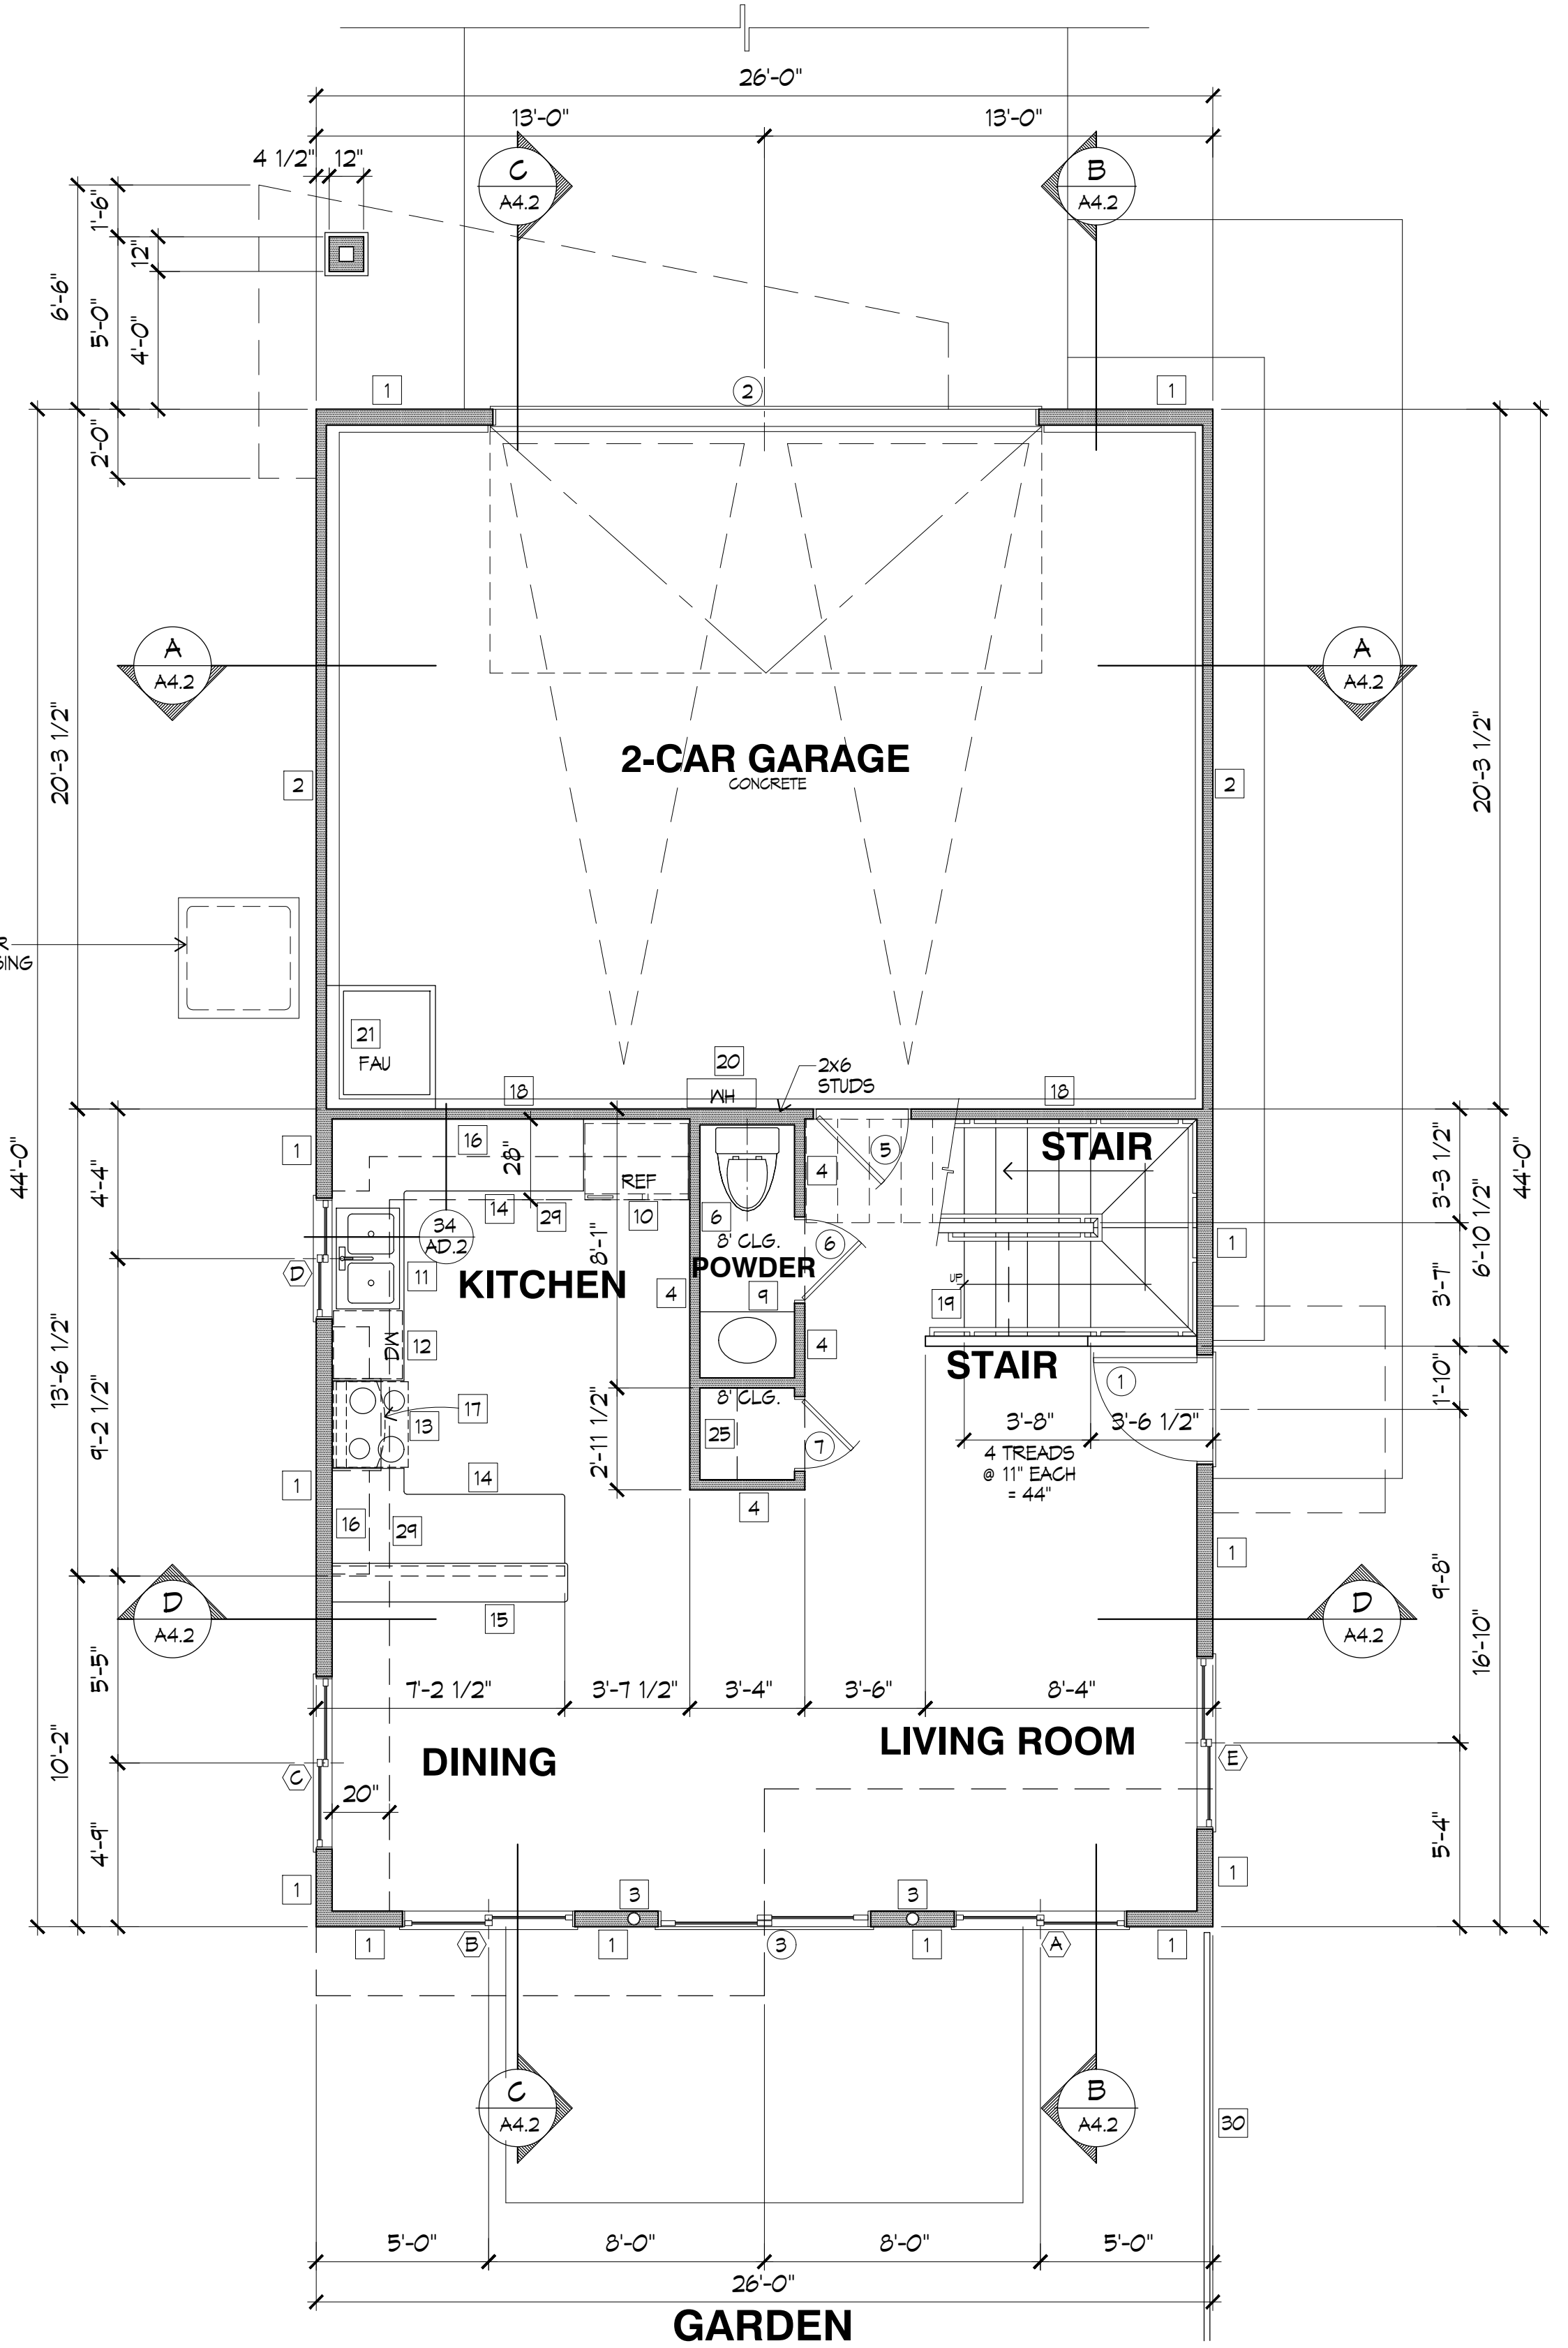 26'-0"
13'-0" 13'-0"
4 1/2" 12"
C
A4.2
B
A4.2
1'-6"
12"
6'-6"
5'-0"
4'-0"
1 2 1
2'-0"
A
A4.2
A
A4.2
20'-3 1/2"
20'-3 1/2"
2-CAR GARAGE
CONCRETE
2 2
21
FAU
20
WH
2x6
STUDS
18 18
44'-0"
44'-0"
4'-4"
1
16
28"
REF
14 29 10
34
AD.2
8'-1"
D
11
KITCHEN
12
DW
17
13
14
16 29
15
6
8' CLG.
POWDER
9
4
4
4
5
6
8' CLG.
25
7
4
2'-11 1/2"
STAIR
UP
19
STAIR
1
3'-8" 3'-6 1/2"
4 TREADS
@ 11" EACH
= 44"
1
3'-3 1/2"
6'-10 1/2"
3'-7"
1'-10"
13'-6 1/2"
9'-2 1/2"
1
1
9'-8"
16'-10"
D
A4.2
D
A4.2
5'-5"
10'-2"
7'-2 1/2" 3'-7 1/2" 3'-4" 3'-6" 8'-4"
LIVING ROOM
DINING
C
E
20"
4'-9"
5'-4"
1 3 3 1
1 B 1 3 1 A 1
C
A4.2
B
A4.2
30
5'-0" 8'-0" 8'-0" 5'-0"
26'-0"
GARDEN